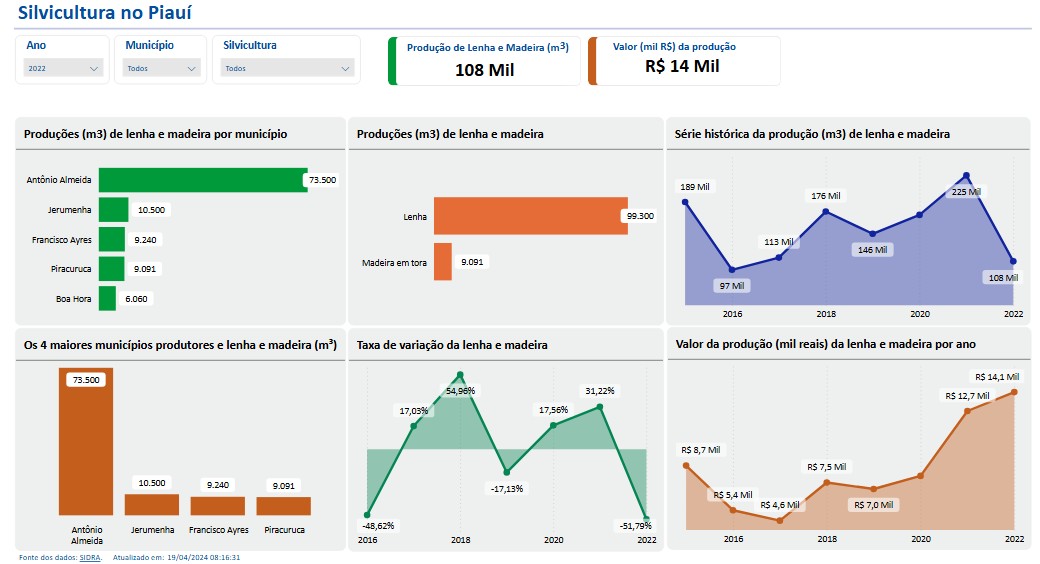 Silvicultura no Piauí
Ano
2022
Município
Todos
Silvicultura
Todos
Produção de Lenha e Madeira (m3)
108 Mil
Valor (mil R$) da produção
R$ 14 Mil
Produções (m3) de lenha e madeira por município
Antônio Almeida
73.500
Jerumenha
10.500
Francisco Ayres
9.240
Piracuruca
9.091
Boa Hora
6.060
Produções (m3) de lenha e madeira
Lenha
99.300
Madeira em tora
9.091
Série histórica da produção (m3) de lenha e madeira
189 Mil
97 Mil
113 Mil
176 Mil
146 Mil
225 Mil
108 Mil
2016
2018
2020
2022
Os 4 maiores municípios produtores e lenha e madeira (m³)
73.500
10.500
9.240
9.091
Antônio
Almeida
Jerumenha
Francisco Ayres
Piracuruca
Taxa de variação da lenha e madeira
-48,62%
17,03%
54,96%
-17,13%
17,56%
31,22%
-51,79%
2016
2018
2020
2022
Valor da produção (mil reais) da lenha e madeira por ano
R$ 8,7 Mil
R$ 5,4 Mil
R$ 4,6 Mil
R$ 7,5 Mil
R$ 7,0 Mil
R$ 12,7 Mil
R$ 14,1 Mil
2016
2018
2020
2022
Fonte dos dados: SIDRA. Atualizado em: 19/04/2024 08:16:31